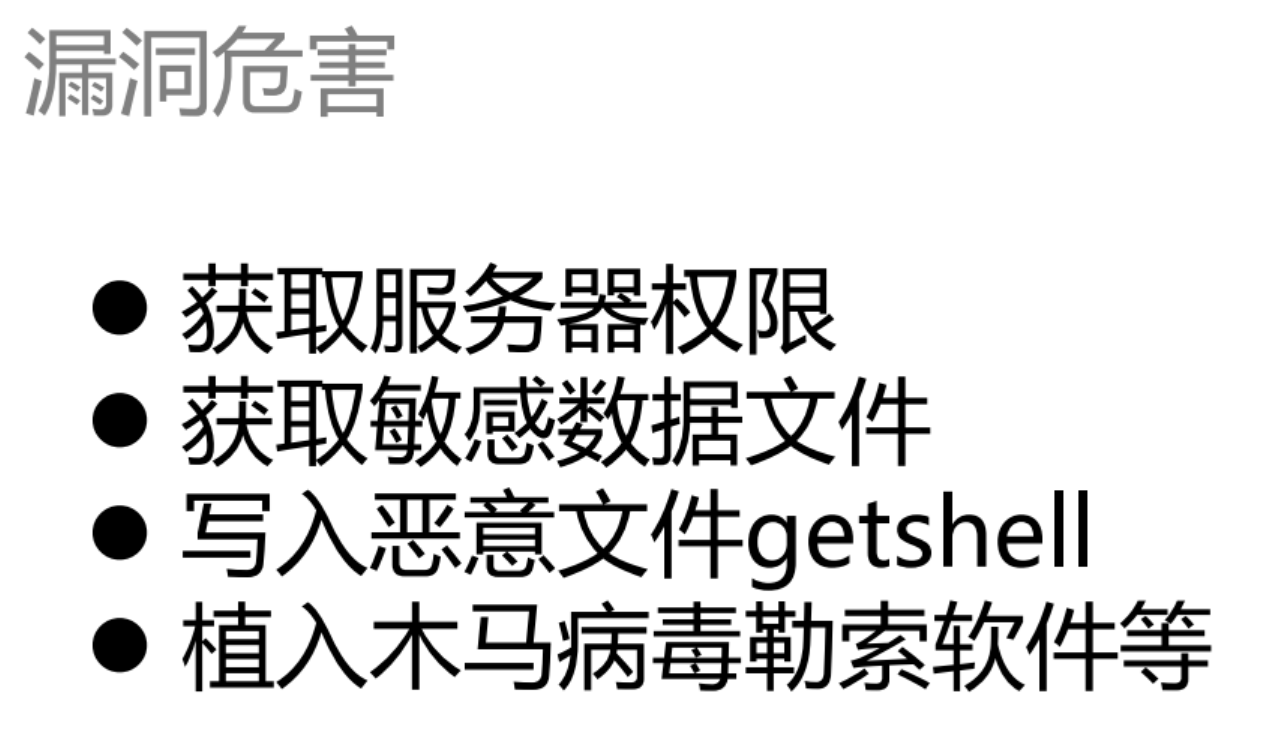 漏洞危害
● 获取服务器权限
● 获取敏感数据文件
● 写入恶意文件getshell
● 植入木马病毒勒索软件等